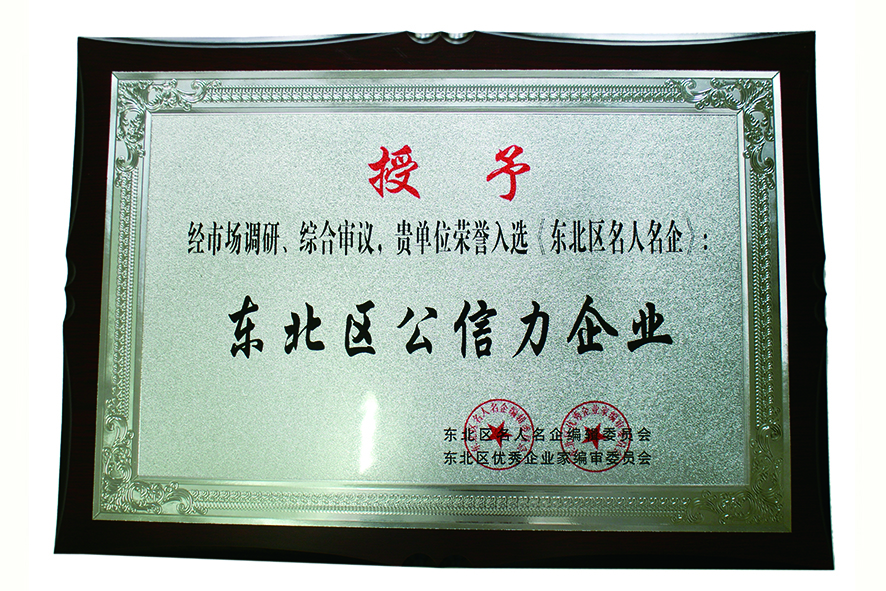 授 予
经市场调研、综合审议，贵单位荣誉入选《东北区名人名企》：
东北区公信力企业
东北区名人名企编辑委员会
东北区优秀企业家编审委员会